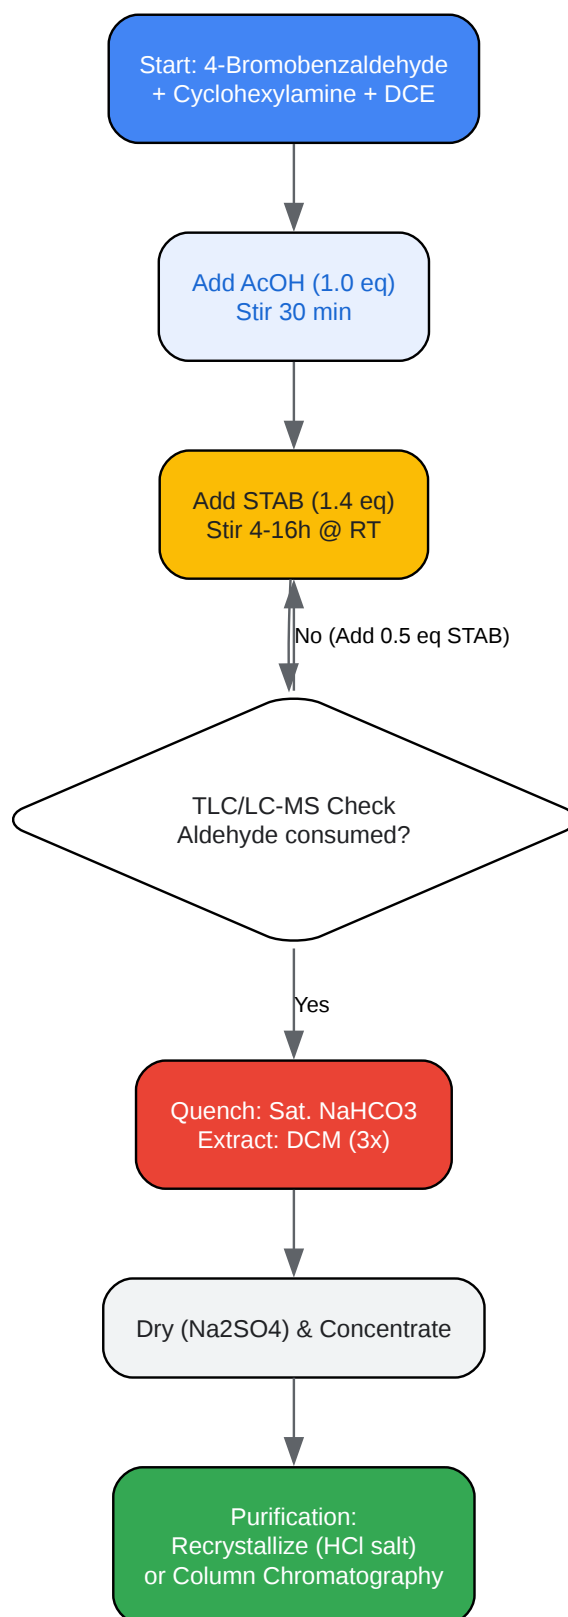 Start: 4-Bromobenzaldehyde
+ Cyclohexylamine + DCE
Add AcOH (1.0 eq)
Stir 30 min
Add STAB (1.4 eq)
Stir 4-16h @ RT
No (Add 0.5 eq STAB)
TLC/LC-MS Check
Aldehyde consumed?
Yes
Quench: Sat. NaHCO3
Extract: DCM (3x)
Dry (Na2SO4) & Concentrate
Purification:
Recrystallize (HCl salt)
or Column Chromatography